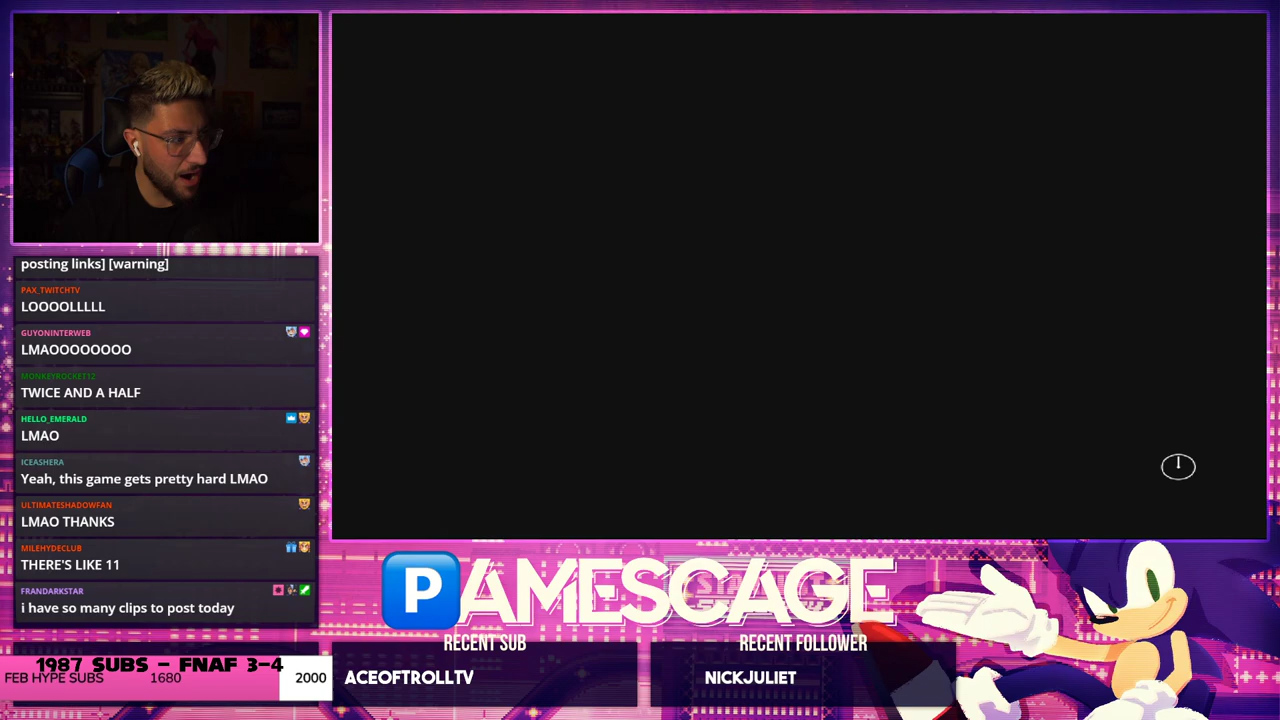 posting links] [warning]
PAX_TWITCHTV
LOOOOLLLLL
GUYONINTERWEB
LMAOOOOOOOO
MONKEYROCKET12
TWICE AND A HALF
HELLO_EMERALD
LMAO
ICEASHERA
Yeah, this game gets pretty hard LMAO
ULTIMATESHADOWFAN
LMAO THANKS
MILEHYDECLUB
THERE'S LIKE 11
FRANDARKSTAR
i have so many clips to post today
1987 SUBS - FNAF 3-4
FEB HYPE SUBS 1680 2000
PAMESCAGE
RECENT SUB
ACEOFTROLLTV
RECENT FOLLOWER
NICKJULIET